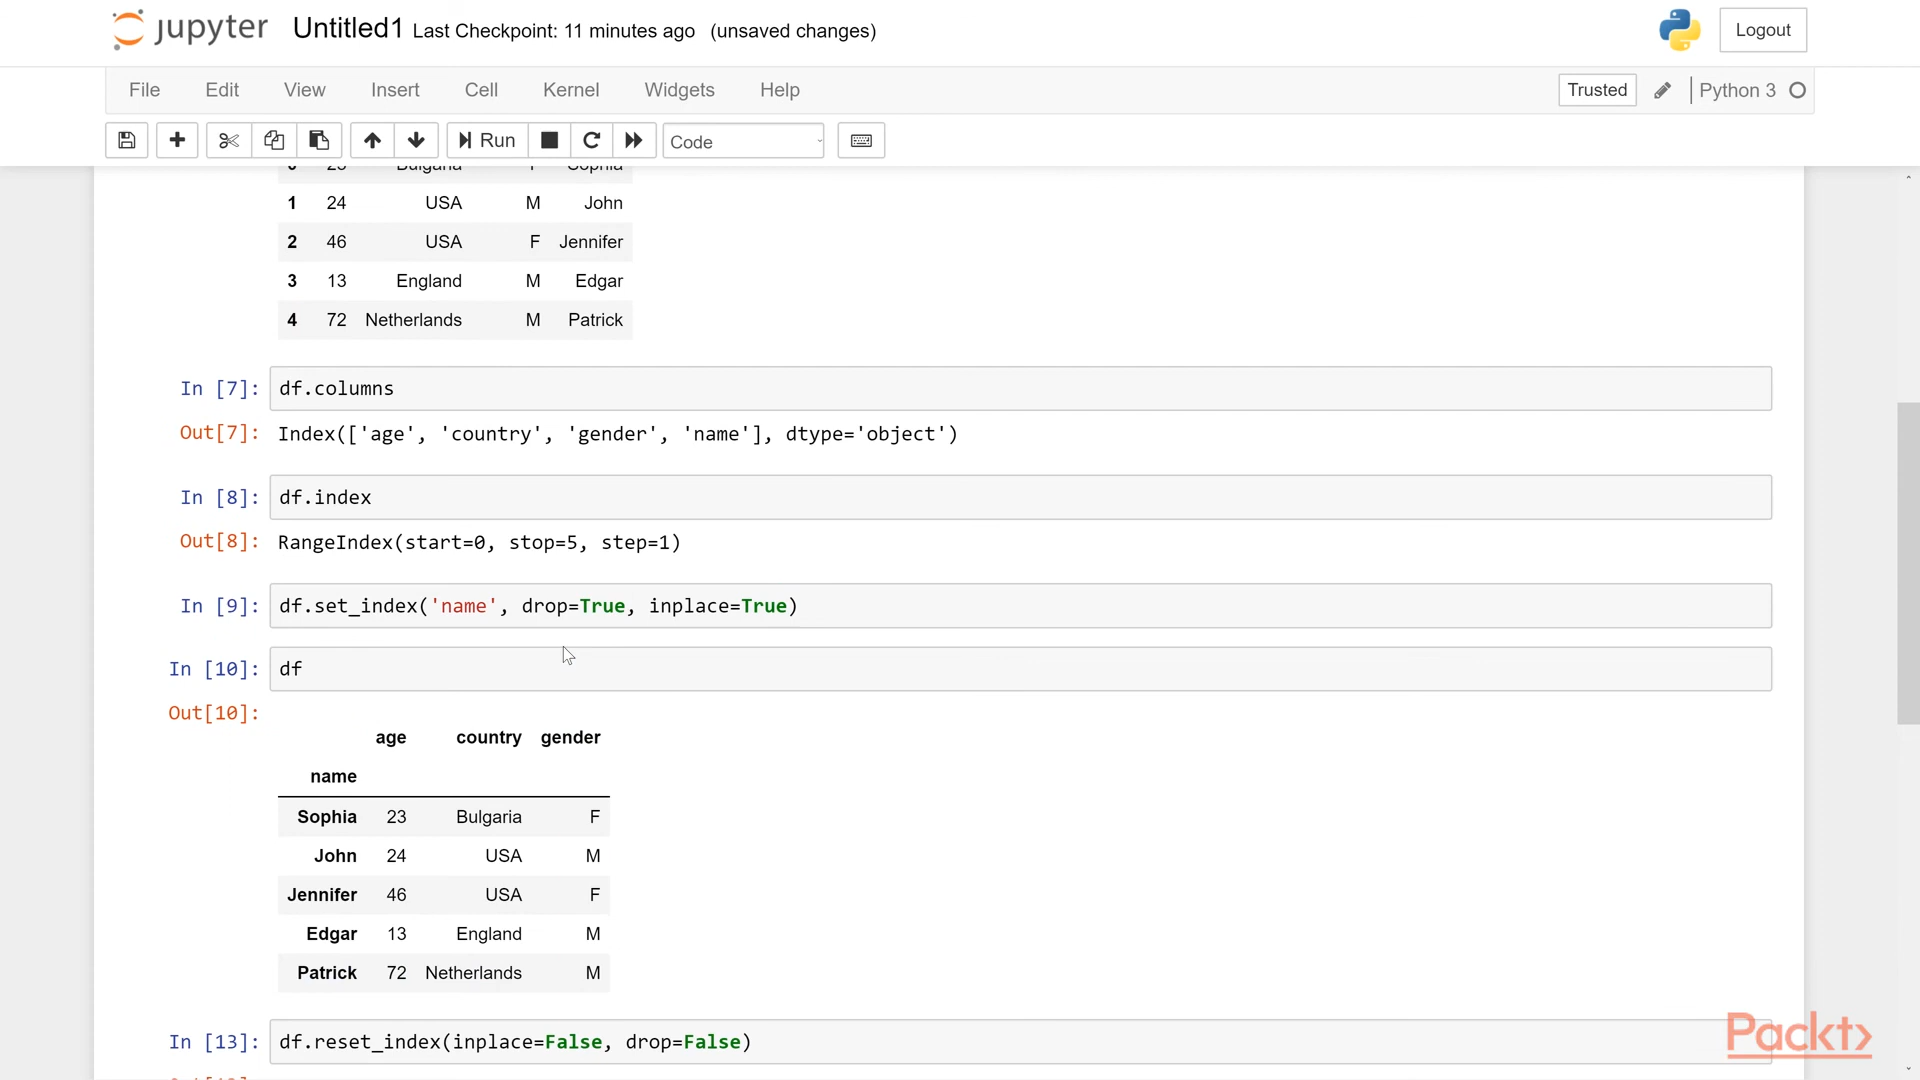 jupyter Untitled1 Last Checkpoint: 11 minutes ago (unsaved changes) Logout
File Edit View Insert Cell Kernel Widgets Help Trusted Python 3
Run Code
1 24 USA M John
2 46 USA F Jennifer
3 13 England M Edgar
4 72 Netherlands M Patrick
In [7]: df.columns
Out[7]: Index(['age', 'country', 'gender', 'name'], dtype='object')
In [8]: df.index
Out[8]: RangeIndex(start=0, stop=5, step=1)
In [9]: df.set_index('name', drop=True, inplace=True)
In [10]: df
Out[10]:
age country gender
name
Sophia 23 Bulgaria F
John 24 USA M
Jennifer 46 USA F
Edgar 13 England M
Patrick 72 Netherlands M
In [13]: df.reset_index(inplace=False, drop=False)
Packt>